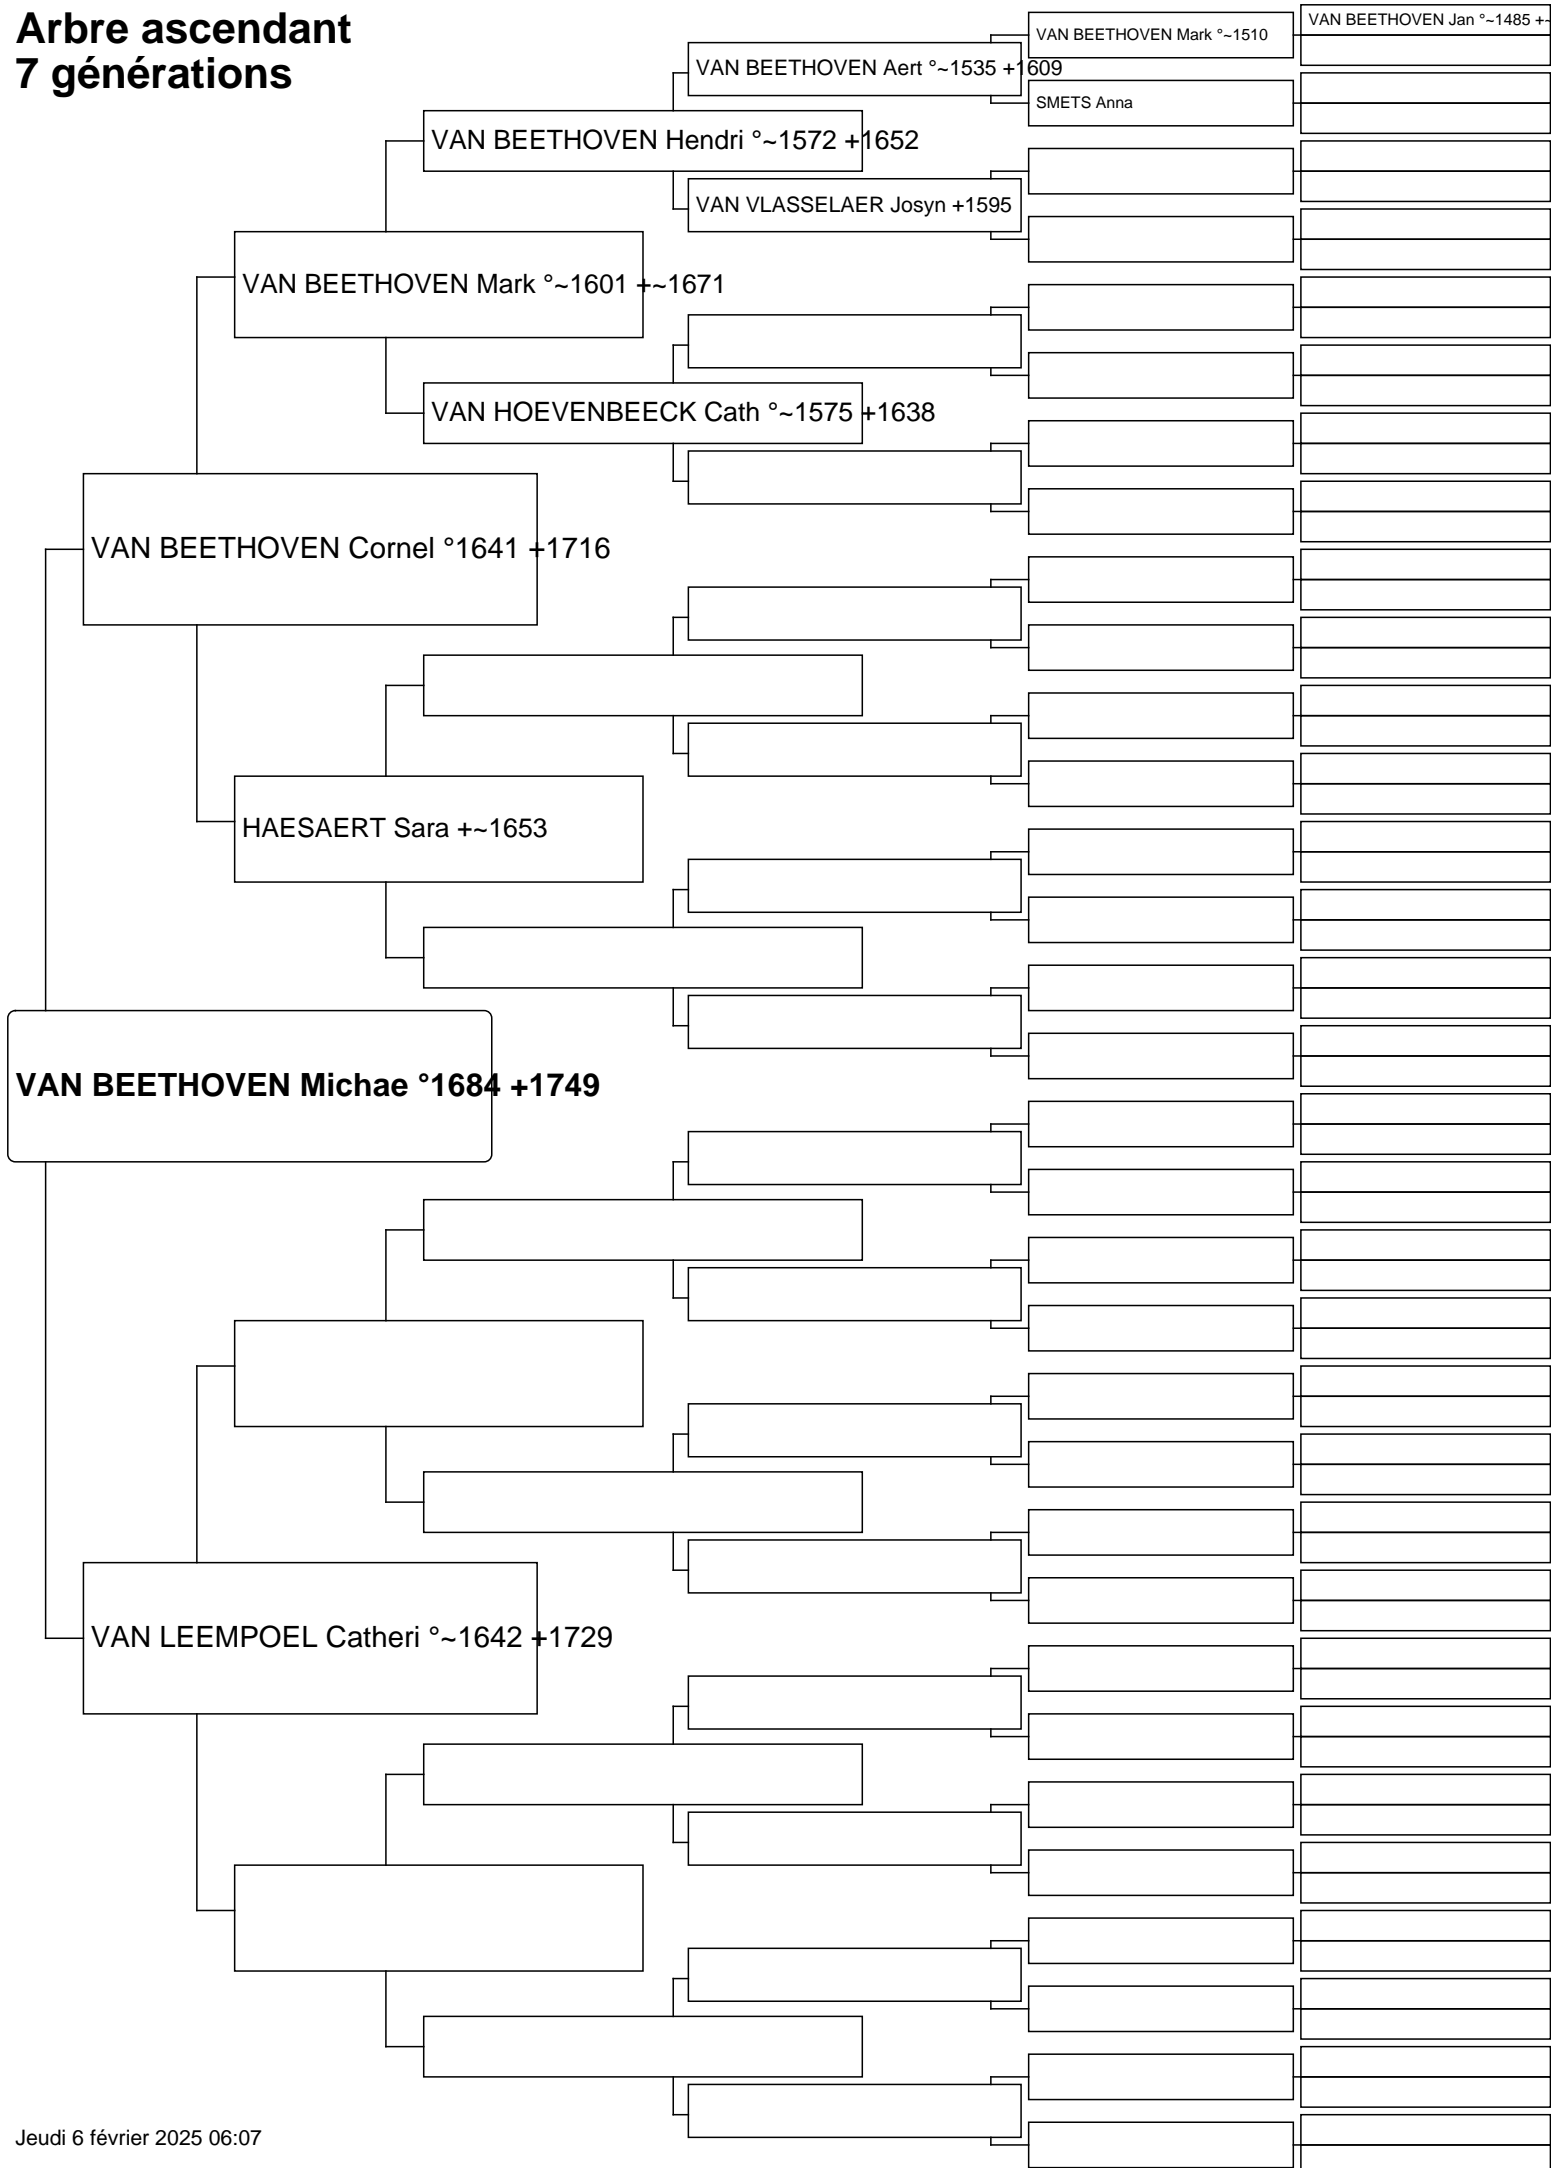 Arbre ascendant
7 générations
VAN BEETHOVEN Jan °~1485 +~
VAN BEETHOVEN Mark °~1510
VAN BEETHOVEN Aert °~1535 +1609
SMETS Anna
VAN BEETHOVEN Hendri °~1572 +1652
VAN VLASSELAER Josyn +1595
VAN BEETHOVEN Mark °~1601 +~1671
VAN HOEVENBEECK Cath °~1575 +1638
VAN BEETHOVEN Cornel °1641 +1716
HAESAERT Sara +~1653
VAN BEETHOVEN Michae °1684 +1749
VAN LEEMPOEL Catheri °~1642 +1729
Jeudi 6 février 2025 06:07